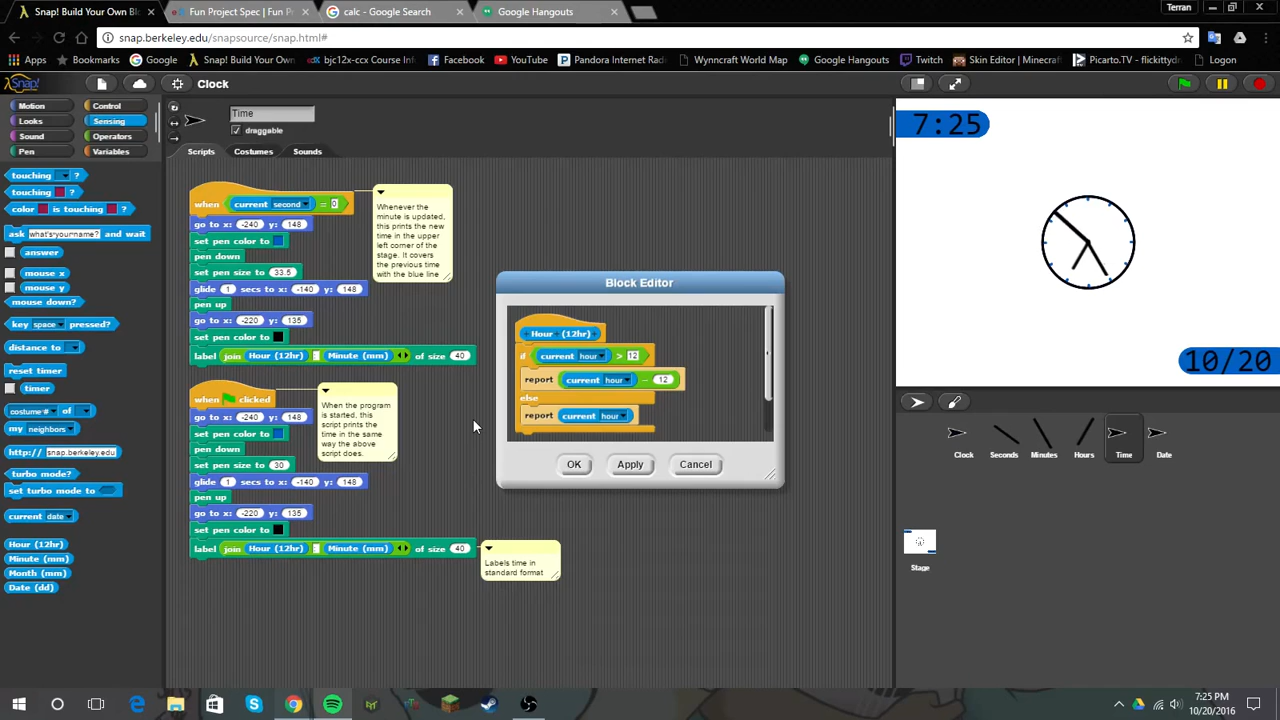 Snap! Build Your Own Blo
Fun Project Spec | Fun P
calc - Google Search
Google Hangouts
Terran
snap.berkeley.edu/snapsource/snap.html#
Apps
Bookmarks
Google
Snap! Build Your Own
bjc12x-ccx Course Info
Facebook
YouTube
Pandora Internet Rad
Wynncraft World Map
Google Hangouts
Twitch
Skin Editor | Minecraft
Picarto.TV - flickittyd
Logon
Snap!
Clock
Motion
Control
Looks
Sensing
Sound
Operators
Pen
Variables
touching ?
touching ?
color is touching ?
ask what's your name? and wait
answer
mouse x
mouse y
mouse down?
key space pressed?
distance to
reset timer
timer
costume # of
my neighbors
http:// snap.berkeley.edu
turbo mode?
set turbo mode to
current date
Hour (12hr)
Minute (mm)
Month (mm)
Date (dd)
Time
draggable
Scripts
Costumes
Sounds
when current second = 0
go to x: -240 y: 148
set pen color to
pen down
set pen size to 33.5
glide 1 secs to x: -140 y: 148
pen up
go to x: -220 y: 135
set pen color to
label join Hour (12hr) : Minute (mm) of size 40
Whenever the
minute is updated,
this prints the new
time in the upper
left corner of the
stage. It covers
the previous time
with the blue line
when clicked
go to x: -240 y: 148
set pen color to
pen down
set pen size to 30
glide 1 secs to x: -140 y: 148
pen up
go to x: -220 y: 135
set pen color to
label join Hour (12hr) : Minute (mm) of size 40
When the program
is started, this
script prints the
time in the same
way the above
script does.
Labels time in
standard format
Block Editor
+ Hour + (12hr) +
if current hour > 12
report current hour - 12
else
report current hour
OK
Apply
Cancel
7:25
10/20
Clock
Seconds
Minutes
Hours
Time
Date
Stage
7:25 PM
10/20/2016